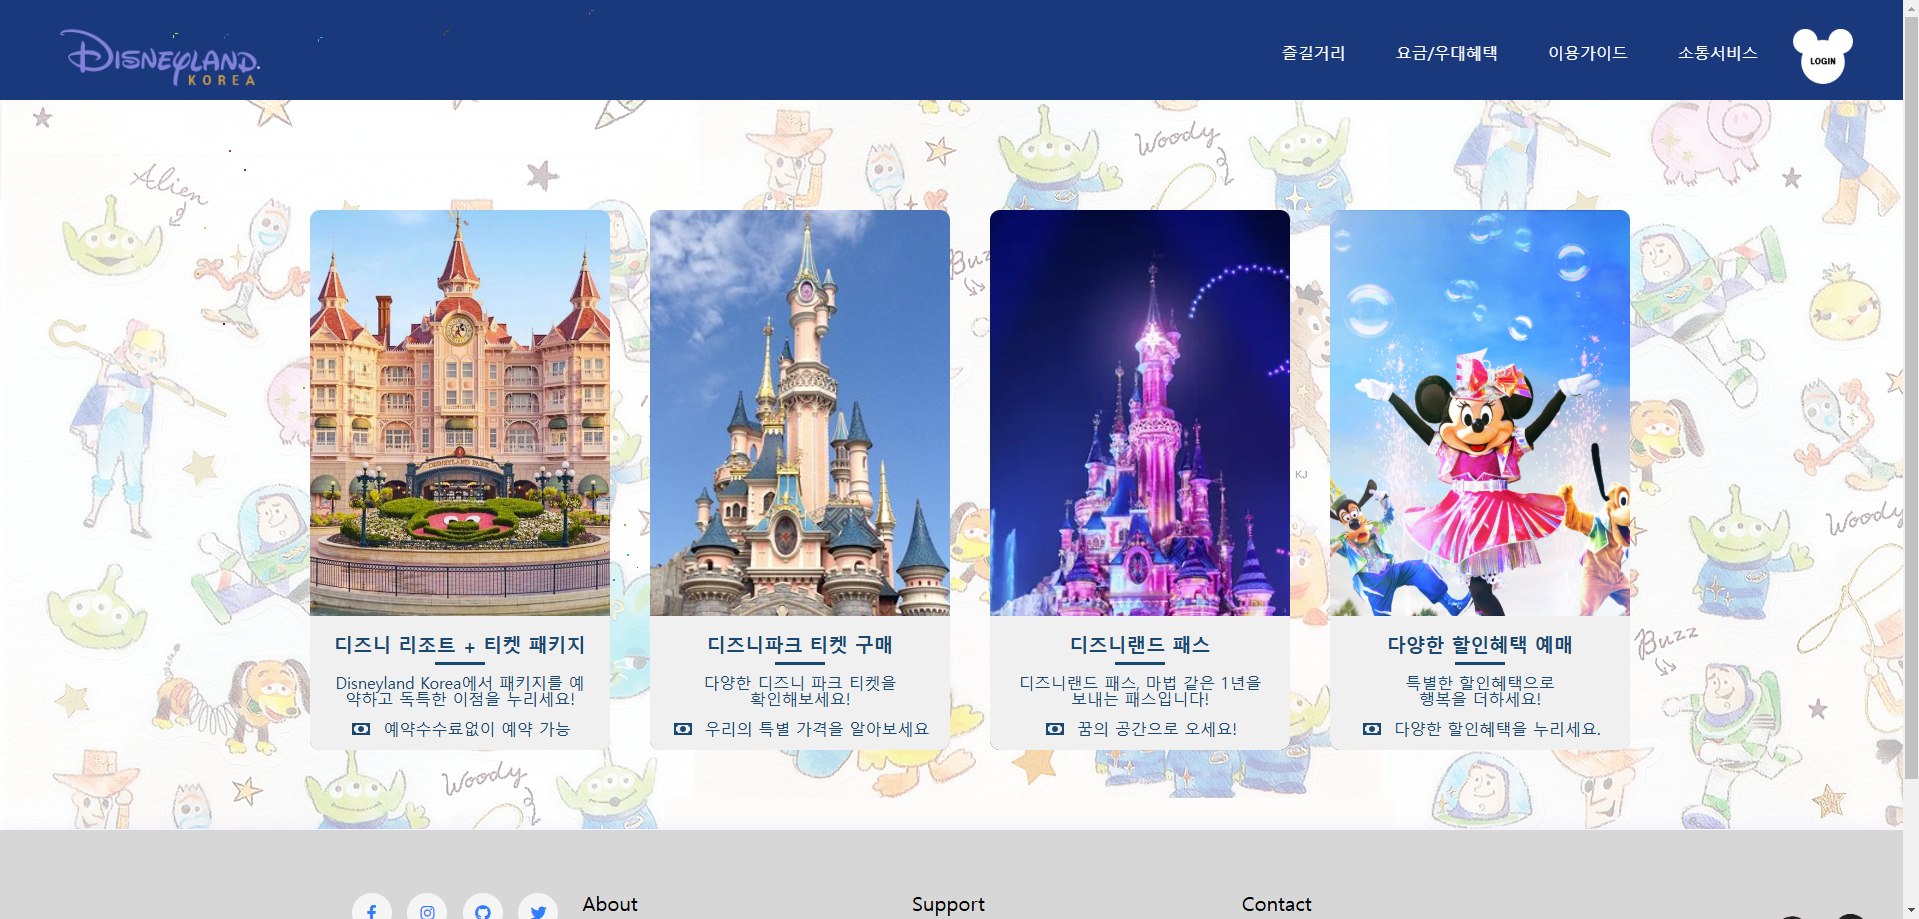 DISNEYLAND
KOREA
즐길거리
요금/우대혜택
이용가이드
소통서비스
LOGIN
Alien
Woody
Buzz
KJ
Woody
DISNEYLAND PARK
디즈니 리조트 + 티켓 패키지
Disneyland Korea에서 패키지를 예
약하고 독특한 이점을 누리세요!
예약수수료없이 예약 가능
디즈니파크 티켓 구매
다양한 디즈니 파크 티켓을
확인해보세요!
우리의 특별 가격을 알아보세요
디즈니랜드 패스
디즈니랜드 패스, 마법 같은 1년을
보내는 패스입니다!
꿈의 공간으로 오세요!
다양한 할인혜택 예매
특별한 할인혜택으로
행복을 더하세요!
다양한 할인혜택을 누리세요.
Buzz
Woody
About
Support
Contact